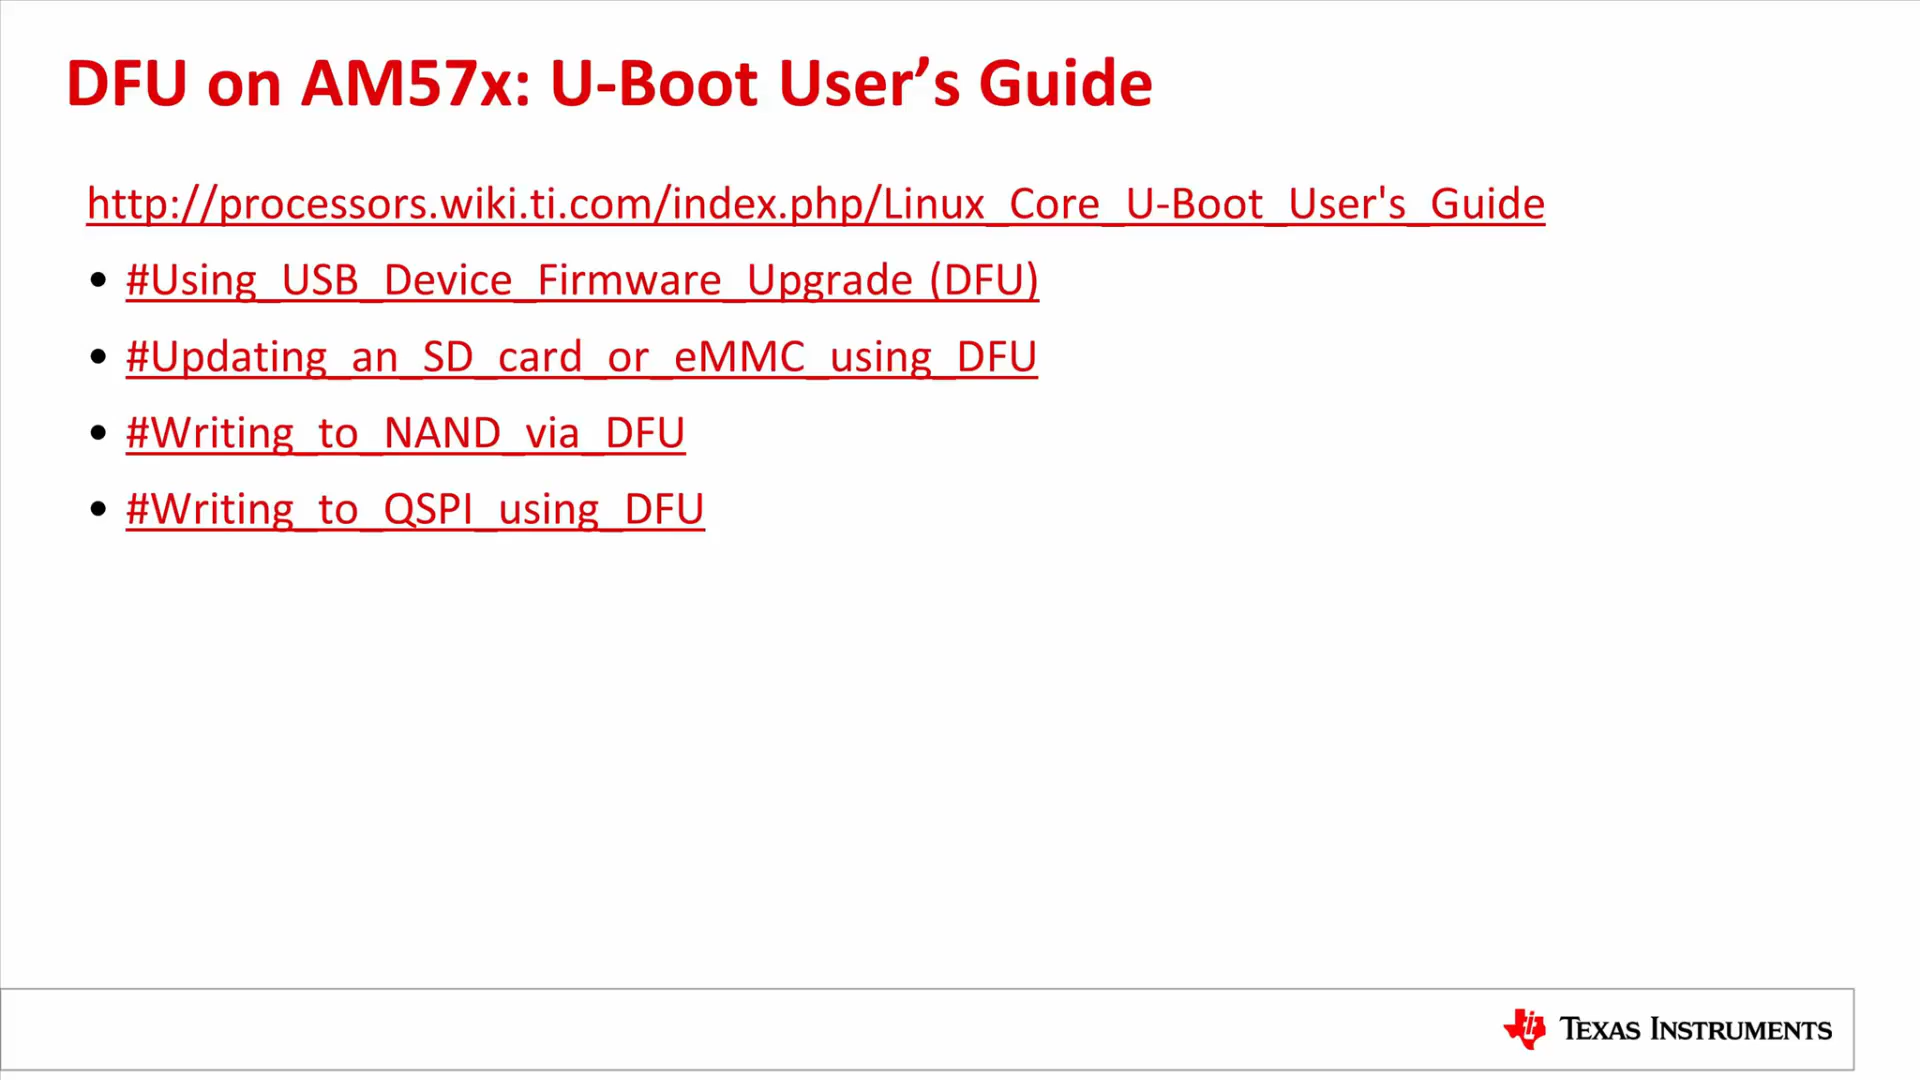 DFU on AM57x: U-Boot User’s Guide
http://processors.wiki.ti.com/index.php/Linux_Core_U-Boot_User's_Guide
• #Using_USB_Device_Firmware_Upgrade (DFU)
• #Updating_an_SD_card_or_eMMC_using_DFU
• #Writing_to_NAND_via_DFU
• #Writing_to_QSPI_using_DFU
TEXAS INSTRUMENTS